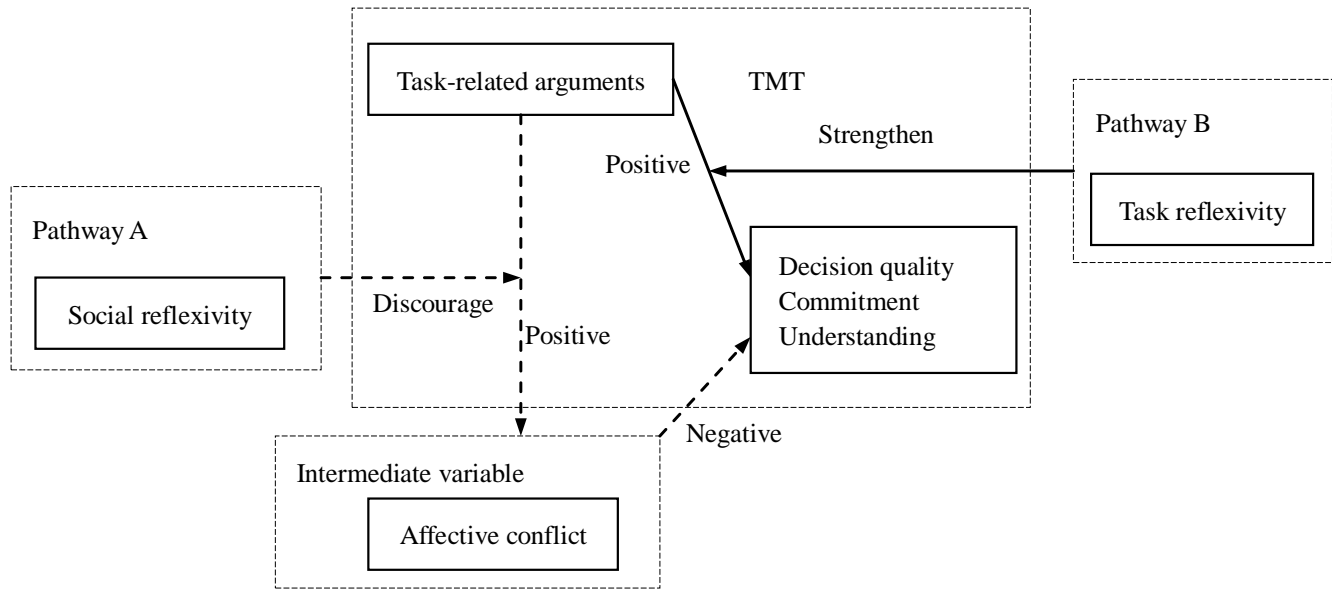 Task-related arguments
TMT
Pathway B
Strengthen
Positive
Task reflexivity
Pathway A
Decision quality
Commitment
Understanding
Social reflexivity
Discourage
Positive
Negative
Intermediate variable
Affective conflict